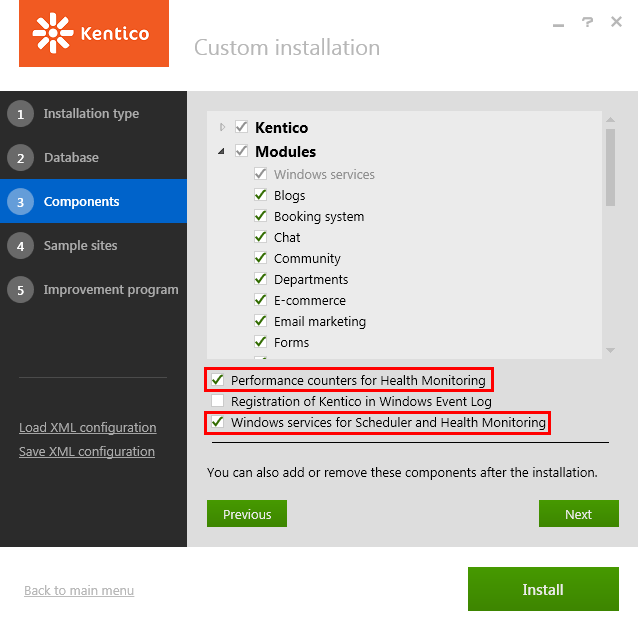 Kentico
Custom installation
1 Installation type
2 Database
3 Components
4 Sample sites
5 Improvement program
Load XML configuration
Save XML configuration
Kentico
Modules
Windows services
Blogs
Booking system
Chat
Community
Departments
E-commerce
Email marketing
Forms
Performance counters for Health Monitoring
Registration of Kentico in Windows Event Log
Windows services for Scheduler and Health Monitoring
You can also add or remove these components after the installation.
Previous
Next
Back to main menu
Install